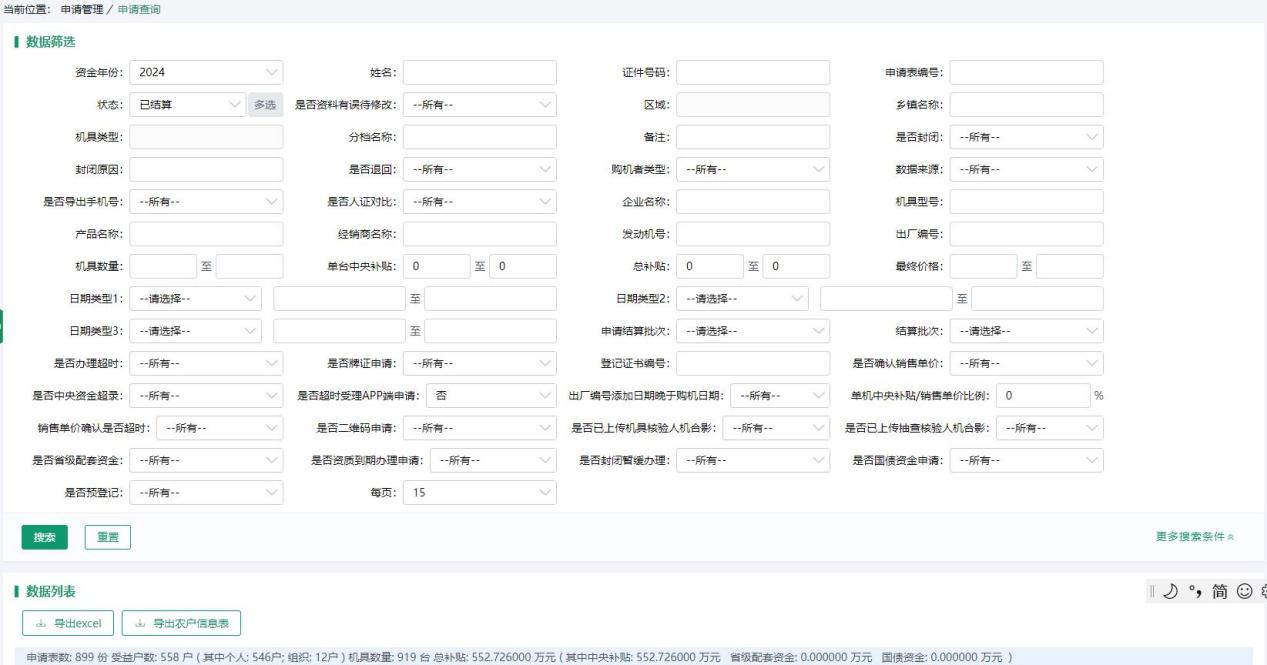 当前位置： 申请管理 / 申请查询
数据筛选
资金年份: 2024 姓名: 证件号码: 申请表编号:
状态: 已结算 多选 是否资料有误待修改: --所有-- 区域: 乡镇名称:
机具类型: 分档名称: 备注: 是否封闭: --所有--
封闭原因: 是否退回: --所有-- 购机者类型: --所有-- 数据来源: --所有--
是否导出手机号: --所有-- 是否人证对比: --所有-- 企业名称: 机具型号:
产品名称: 经销商名称: 发动机号: 出厂编号:
机具数量: 至 单台中央补贴: 0 至 0 总补贴: 0 至 0 最终价格: 至
日期类型1: --请选择-- 至 日期类型2: --请选择-- 至
日期类型3: --请选择-- 至 申请结算批次: --请选择-- 结算批次: --请选择--
是否办理超时: --所有-- 是否牌证申请: --所有-- 登记证书编号: 是否确认销售单价: --所有--
是否中央资金超录: --所有-- 是否超时受理APP端申请: 否 出厂编号添加日期晚于购机日期: --所有-- 单机中央补贴/销售单价比例: 0 %
销售单价确认是否超时: --所有-- 是否二维码申请: --所有-- 是否已上传机具核验人机合影: --所有-- 是否已上传抽查核验人机合影: --所有--
是否省级配套资金: --所有-- 是否资质到期办理申请: --所有-- 是否封闭暂缓办理: --所有-- 是否国债资金申请: --所有--
是否预登记: --所有-- 每页: 15
搜索 重置 更多搜索条件
数据列表
简
导出excel 导出农户信息表
申请表数: 899 份 受益户数: 558 户 ( 其中个人: 546户; 组织: 12户 ) 机具数量: 919 台 总补贴: 552.726000 万元 ( 其中中央补贴: 552.726000 万元 省级配套资金: 0.000000 万元 国债资金: 0.000000 万元 )